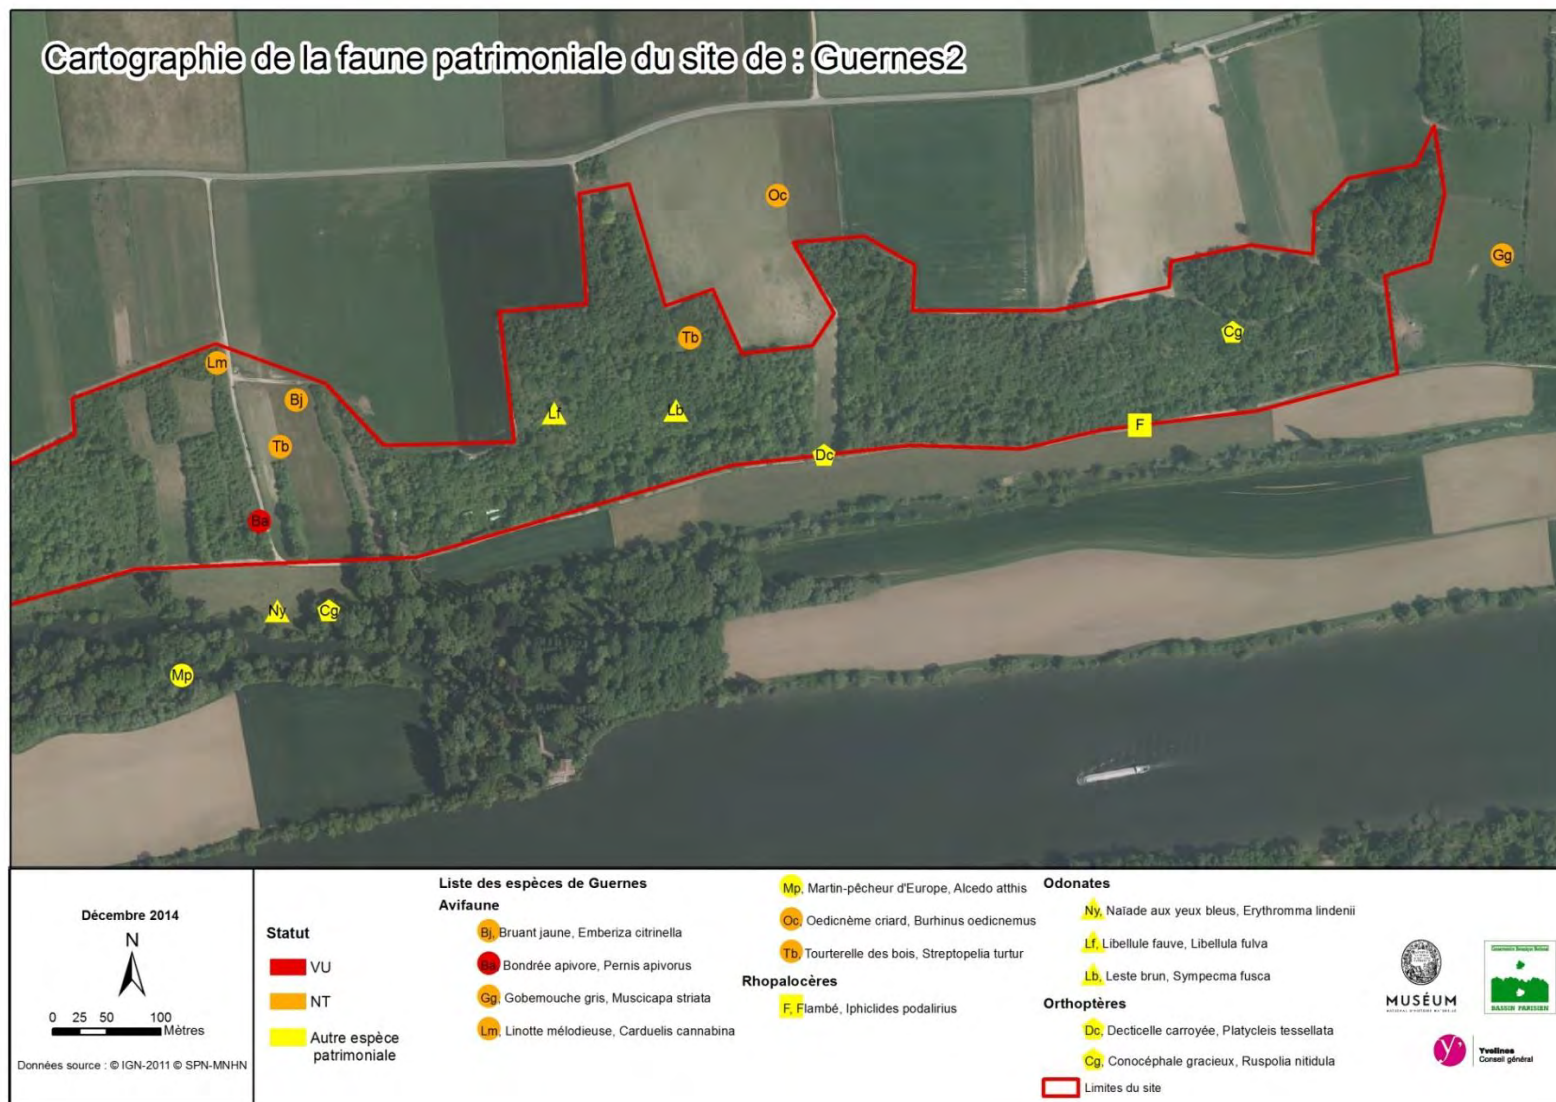 Cartographie de la faune patrimoniale du site de : Guernes2
Oc
Gg
Cg
Tb
Lm
Bj
Lf
Lb
F
Tb
Dc
Ba
Ny
Cg
Mp
Décembre 2014
N
0 25 50 100
Mètres
Données source : © IGN-2011 © SPN-MNHN
Statut
VU
NT
Autre espèce
patrimoniale
Liste des espèces de Guernes
Avifaune
Bj, Bruant jaune, Emberiza citrinella
Ba, Bondrée apivore, Pernis apivorus
Gg, Gobemouche gris, Muscicapa striata
Lm, Linotte mélodieuse, Carduelis cannabina
Mp, Martin-pêcheur d'Europe, Alcedo atthis
Oc, Oedicnème criard, Burhinus oedicnemus
Tb, Tourterelle des bois, Streptopelia turtur
Rhopalocères
F, Flambé, Iphiclides podalirius
Odonates
Ny, Naïade aux yeux bleus, Erythromma lindenii
Lf, Libellule fauve, Libellula fulva
Lb, Leste brun, Sympecma fusca
Orthoptères
Dc, Decticelle carroyée, Platycleis tessellata
Cg, Conocéphale gracieux, Ruspolia nitidula
Limites du site
MUSÉUM
BASSIN PARISIEN
Yvelines
Conseil général